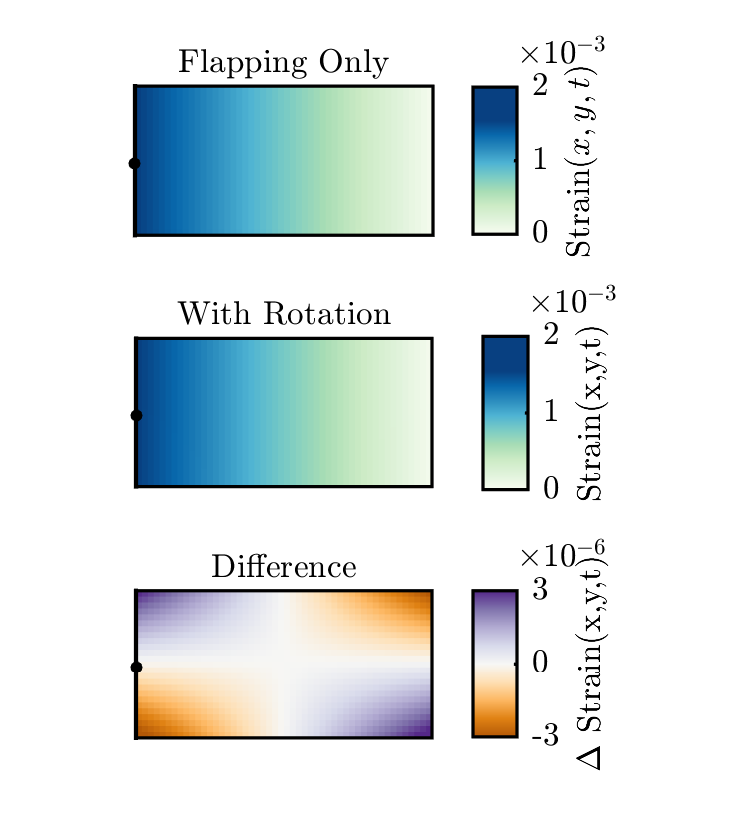 Flapping Only
×10⁻³
2
1
0
Strain(x, y, t)
With Rotation
×10⁻³
2
1
0
Strain(x,y,t)
Difference
×10⁻⁶
3
0
-3
Δ Strain(x,y,t)